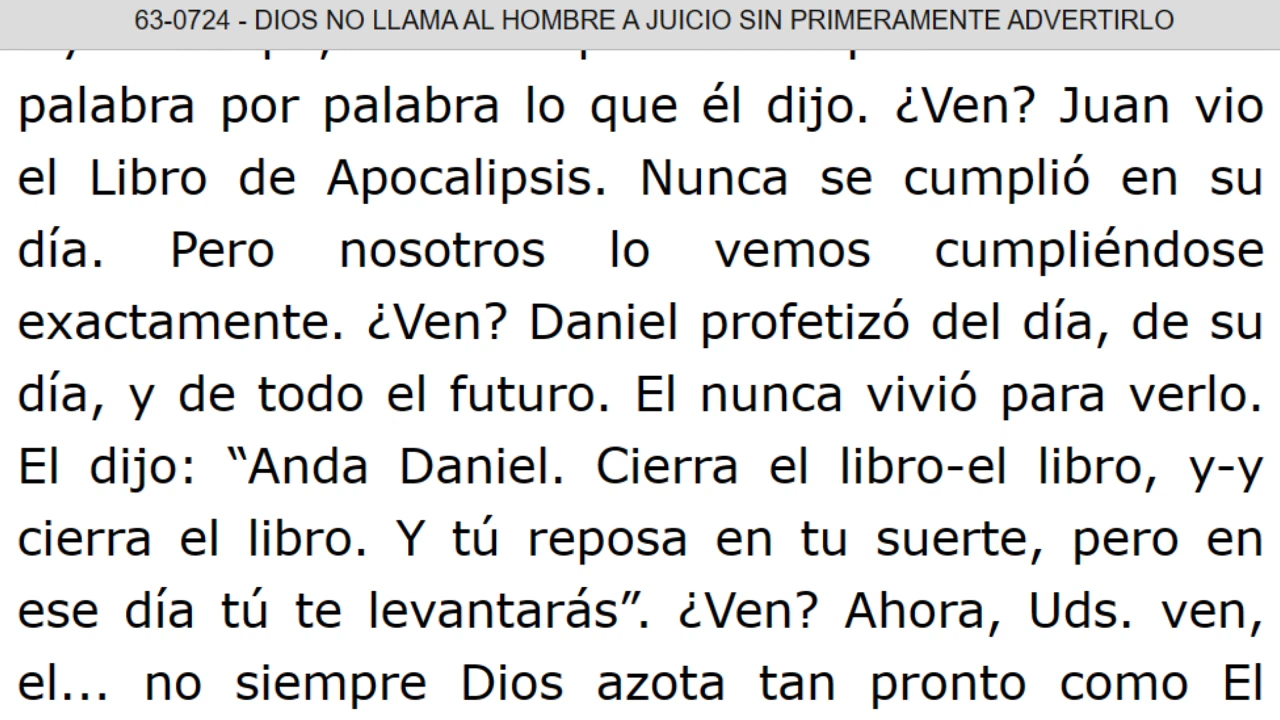 63-0724 - DIOS NO LLAMA AL HOMBRE A JUICIO SIN PRIMERAMENTE ADVERTIRLO
palabra por palabra lo que él dijo. ¿Ven? Juan vio
el Libro de Apocalipsis. Nunca se cumplió en su
día. Pero nosotros lo vemos cumpliéndose
exactamente. ¿Ven? Daniel profetizó del día, de su
día, y de todo el futuro. El nunca vivió para verlo.
El dijo: “Anda Daniel. Cierra el libro-el libro, y-y
cierra el libro. Y tú reposa en tu suerte, pero en
ese día tú te levantarás”. ¿Ven? Ahora, Uds. ven,
el... no siempre Dios azota tan pronto como El